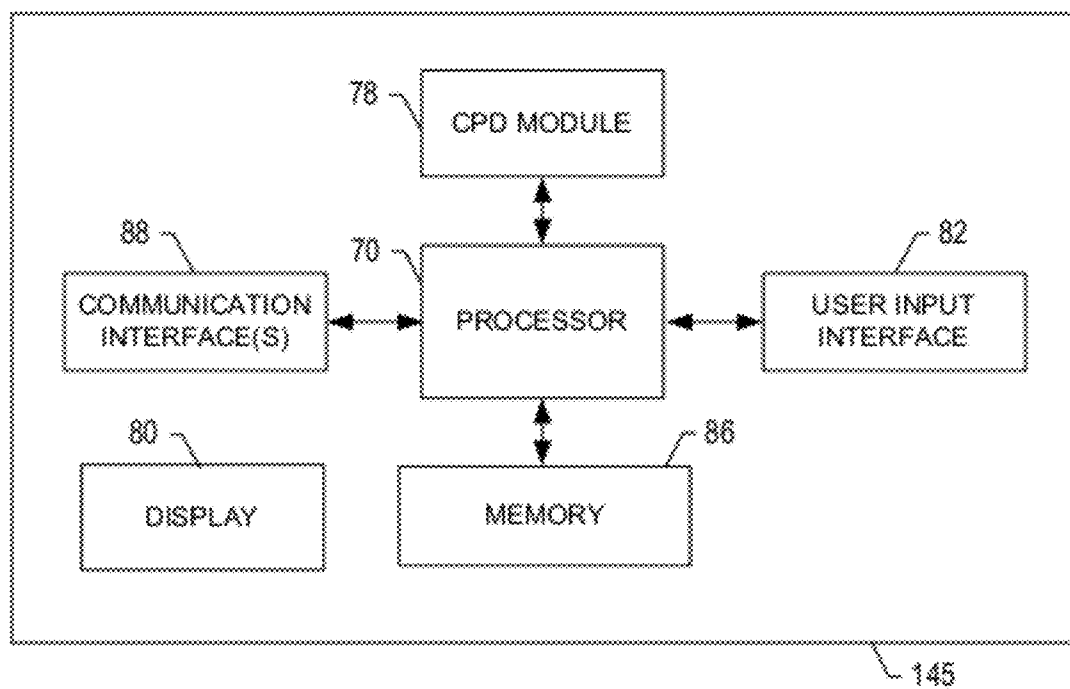 78
CPD MODULE
88
70
82
COMMUNICATION
INTERFACE(S)
PROCESSOR
USER INPUT
INTERFACE
80
86
DISPLAY
MEMORY
145